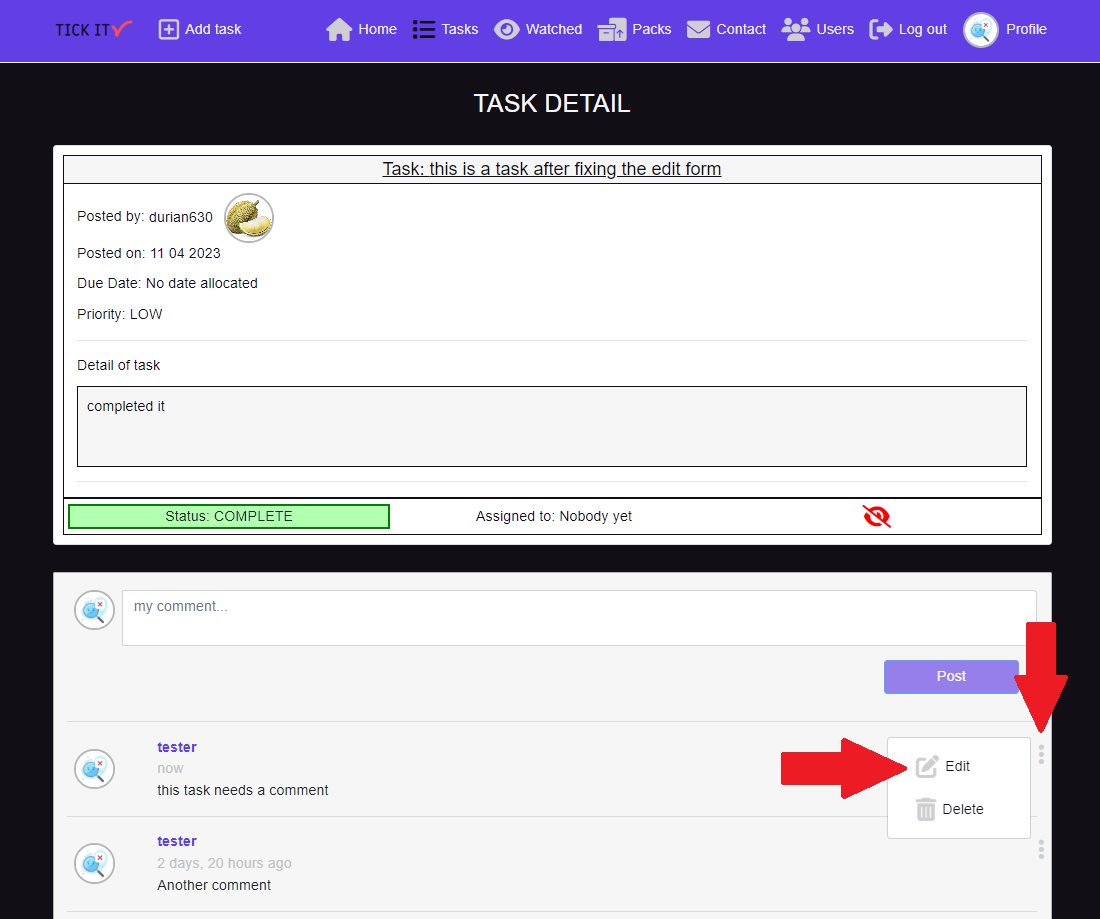 TICK IT Add task Home Tasks Watched Packs Contact Users Log out Profile
TASK DETAIL
Task: this is a task after fixing the edit form
Posted by: durian630
Posted on: 11 04 2023
Due Date: No date allocated
Priority: LOW
Detail of task
completed it
Status: COMPLETE Assigned to: Nobody yet
my comment...
Post
tester
now
this task needs a comment
Edit
Delete
tester
2 days, 20 hours ago
Another comment